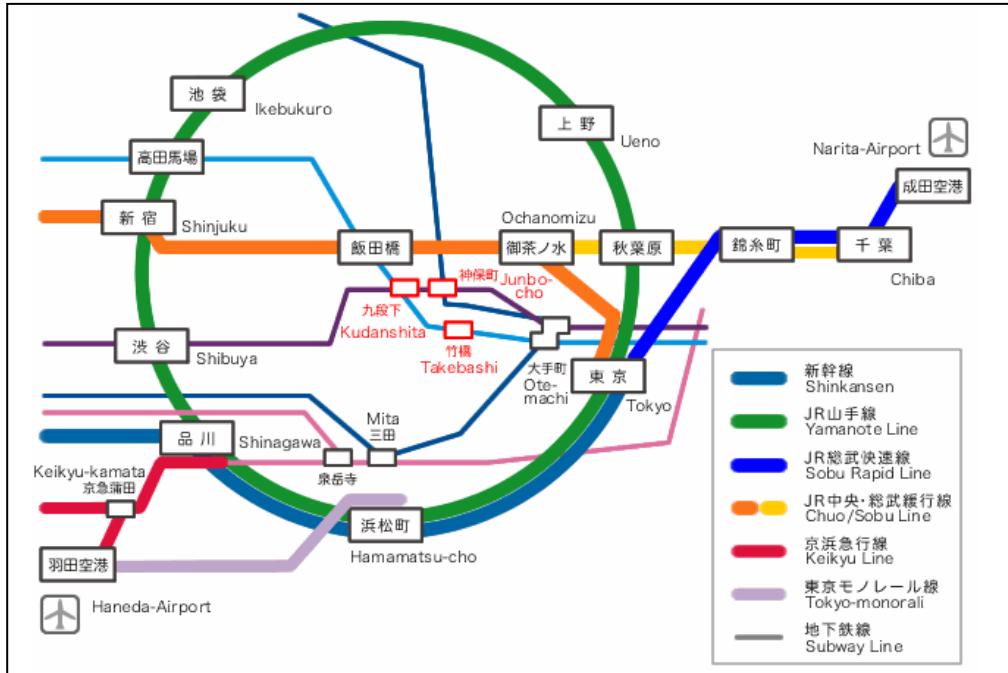 池袋
Ikebukuro
上野
Ueno
高田馬場
Narita-Airport
成田空港
新宿
Shinjuku
Ochanomizu
飯田橋
御茶ノ水
秋葉原
錦糸町
千葉
Chiba
神保町
Junbo-
cho
九段下
Kudanshita
竹橋
Takebashi
渋谷
Shibuya
大手町
Ote-
machi
東京
Tokyo
Mita
三田
品川
Shinagawa
泉岳寺
Keikyu-kamata
京急蒲田
浜松町
Hamamatsu-cho
羽田空港
Haneda-Airport
新幹線
Shinkansen
JR山手線
Yamanote Line
JR総武快速線
Sobu Rapid Line
JR中央・総武緩行線
Chuo/Sobu Line
京浜急行線
Keikyu Line
東京モノレール線
Tokyo-monorali
地下鉄線
Subway Line